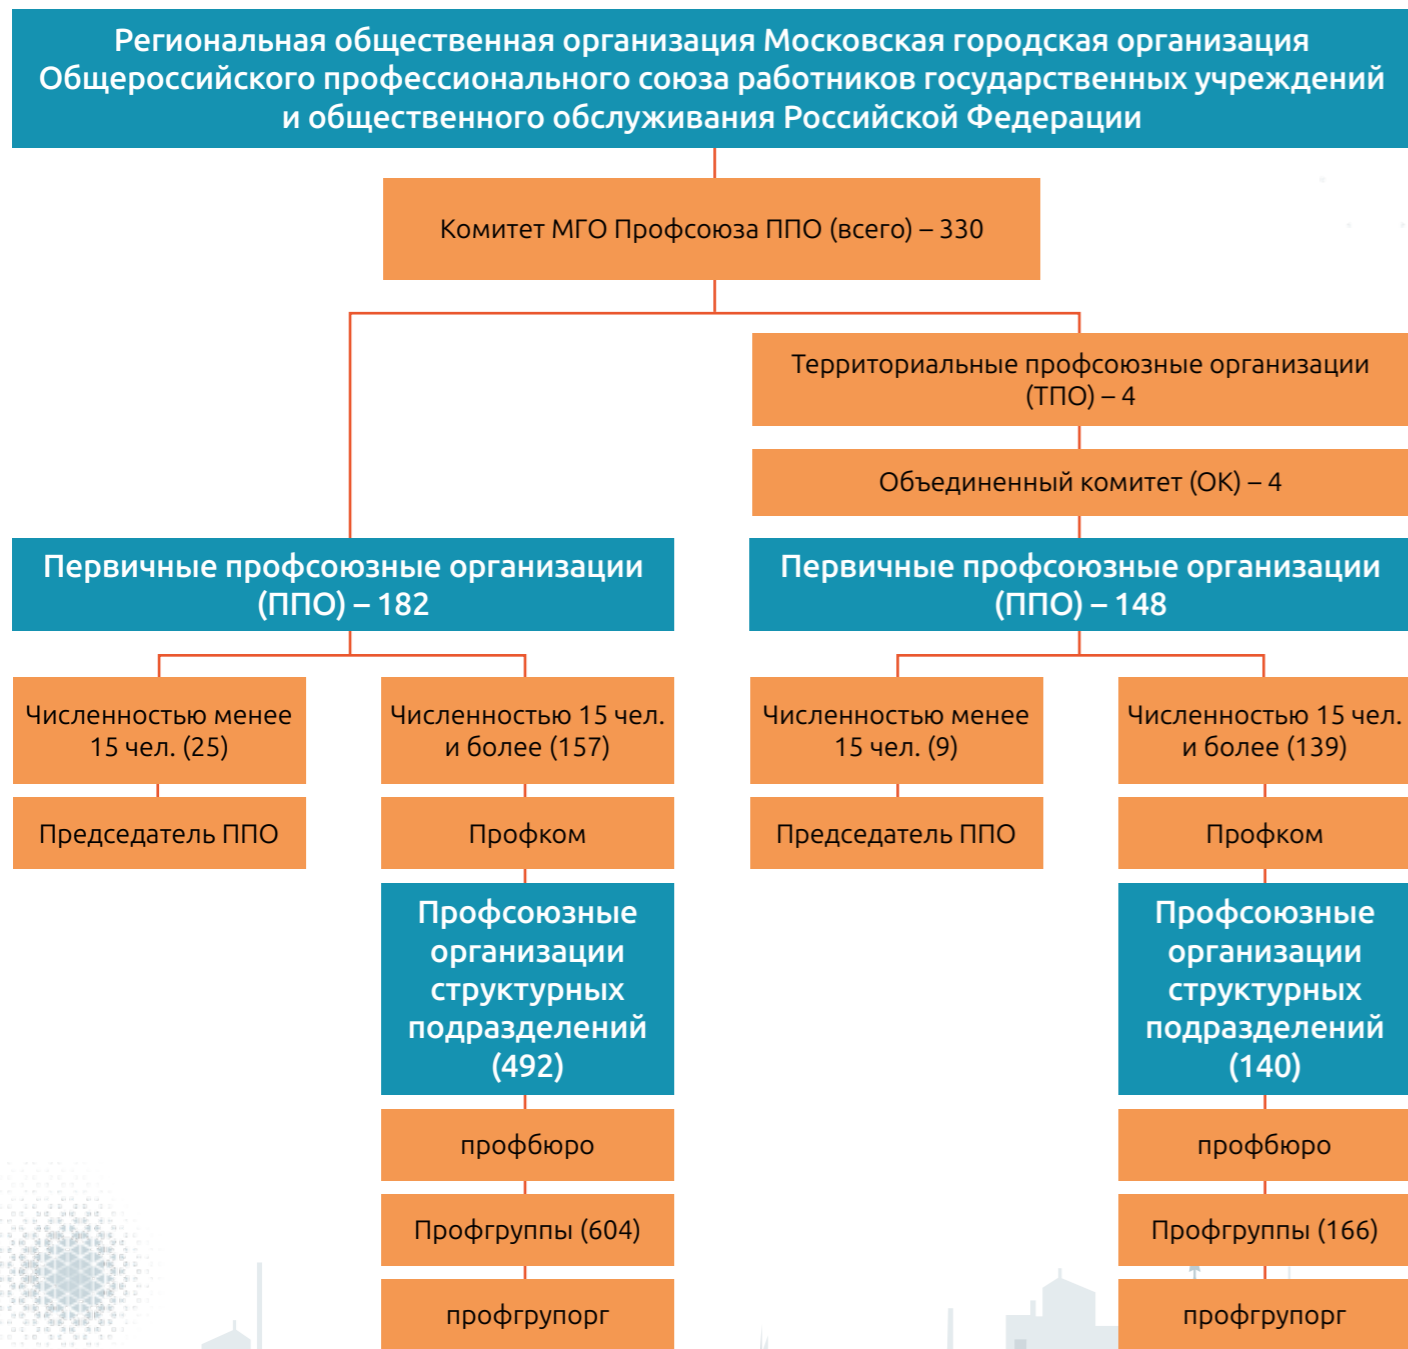 Региональная общественная организация Московская городская организация
Общероссийского профессионального союза работников государственных учреждений
и общественного обслуживания Российской Федерации
Комитет МГО Профсоюза ППО (всего) – 330
Территориальные профсоюзные организации
(ТПО) – 4
Объединенный комитет (ОК) – 4
Первичные профсоюзные организации
(ППО) – 182
Первичные профсоюзные организации
(ППО) – 148
Численностью менее
15 чел. (25)
Численностью 15 чел.
и более (157)
Численностью менее
15 чел. (9)
Численностью 15 чел.
и более (139)
Председатель ППО
Профком
Председатель ППО
Профком
Профсоюзные
организации
структурных
подразделений
(492)
Профсоюзные
организации
структурных
подразделений
(140)
профбюро
профбюро
Профгруппы (604)
Профгруппы (166)
профгрупорг
профгрупорг